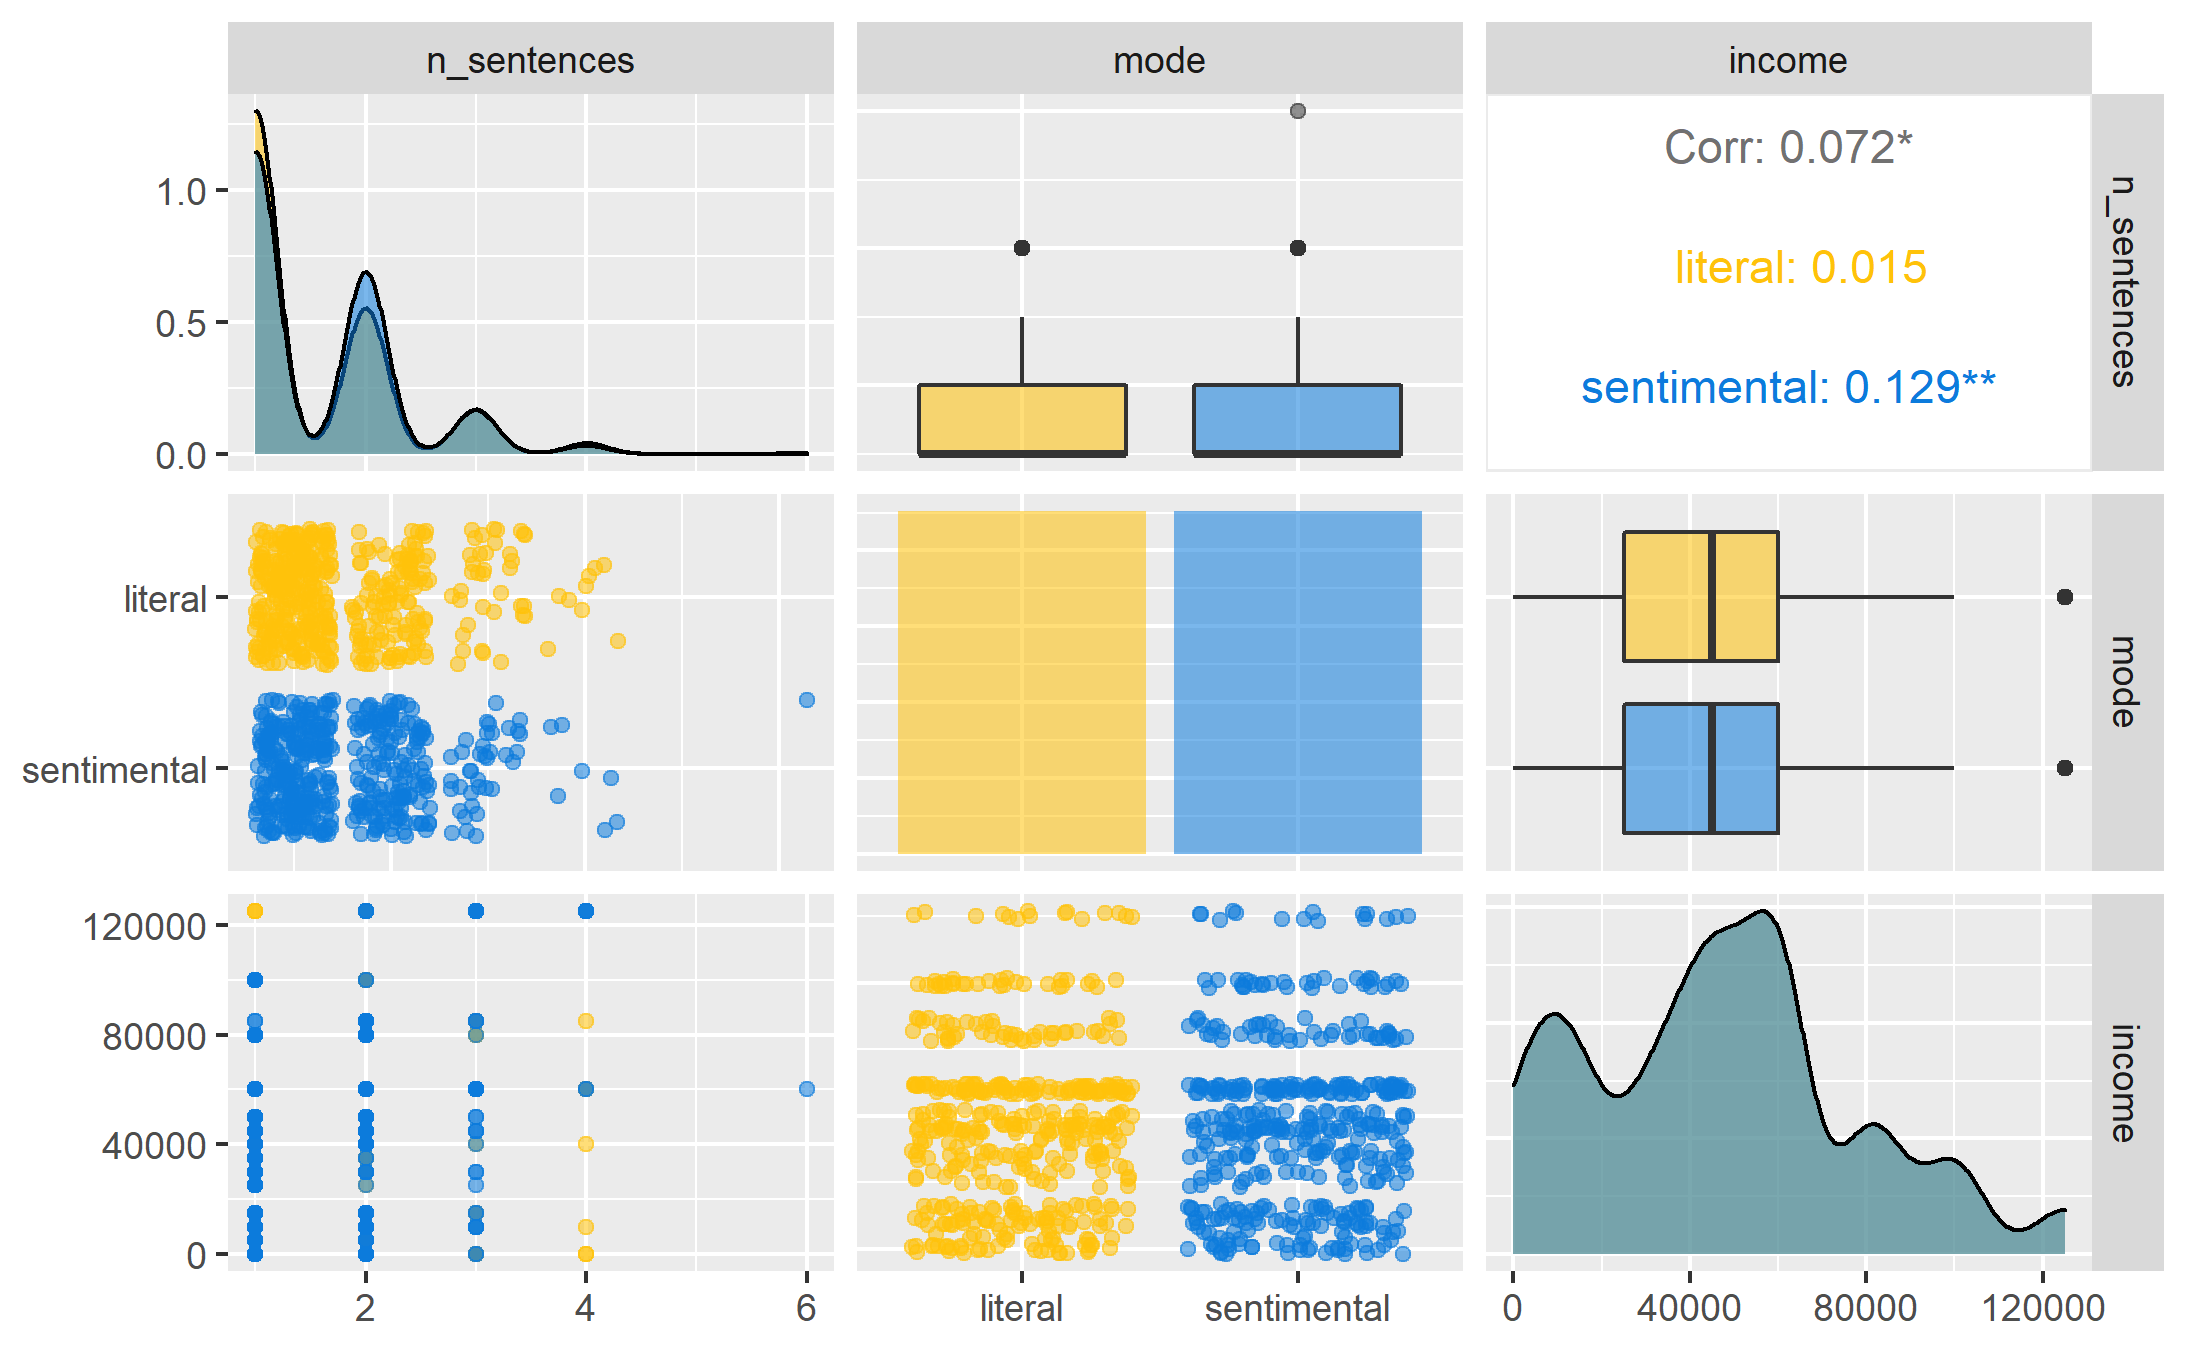 n_sentences
mode
income
1.0
0.5
0.0
Corr: 0.072*
literal: 0.015
sentimental: 0.129**
n_sentences
literal
sentimental
mode
120000
80000
40000
0
income
2
4
6
literal
sentimental
0
40000
80000
120000